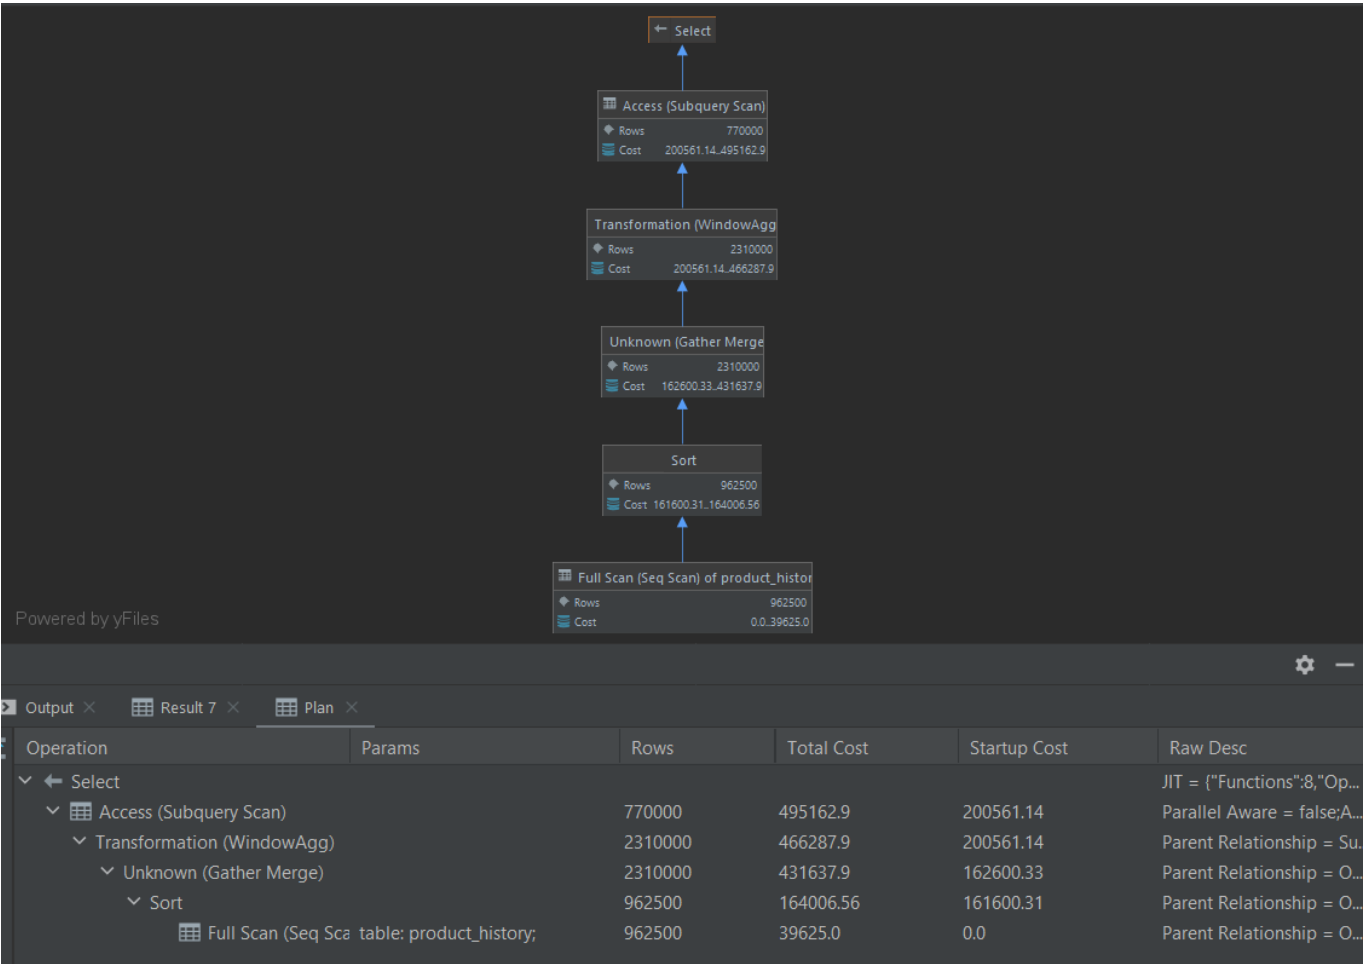 Select
Access (Subquery Scan)
Rows 770000
Cost 200561.14..495162.9
Transformation (WindowAgg
Rows 2310000
Cost 200561.14..466287.9
Unknown (Gather Merge
Rows 2310000
Cost 162600.33..431637.9
Sort
Rows 962500
Cost 161600.31..164006.56
Full Scan (Seq Scan) of product_histor
Rows 962500
Cost 0.0..39625.0
Powered by yFiles
Output Result 7 Plan
Operation Params Rows Total Cost Startup Cost Raw Desc
Select JIT = {"Functions":8,"Op...
Access (Subquery Scan) 770000 495162.9 200561.14 Parallel Aware = false;A...
Transformation (WindowAgg) 2310000 466287.9 200561.14 Parent Relationship = Su...
Unknown (Gather Merge) 2310000 431637.9 162600.33 Parent Relationship = O...
Sort 962500 164006.56 161600.31 Parent Relationship = O...
Full Scan (Seq Sca table: product_history; 962500 39625.0 0.0 Parent Relationship = O...